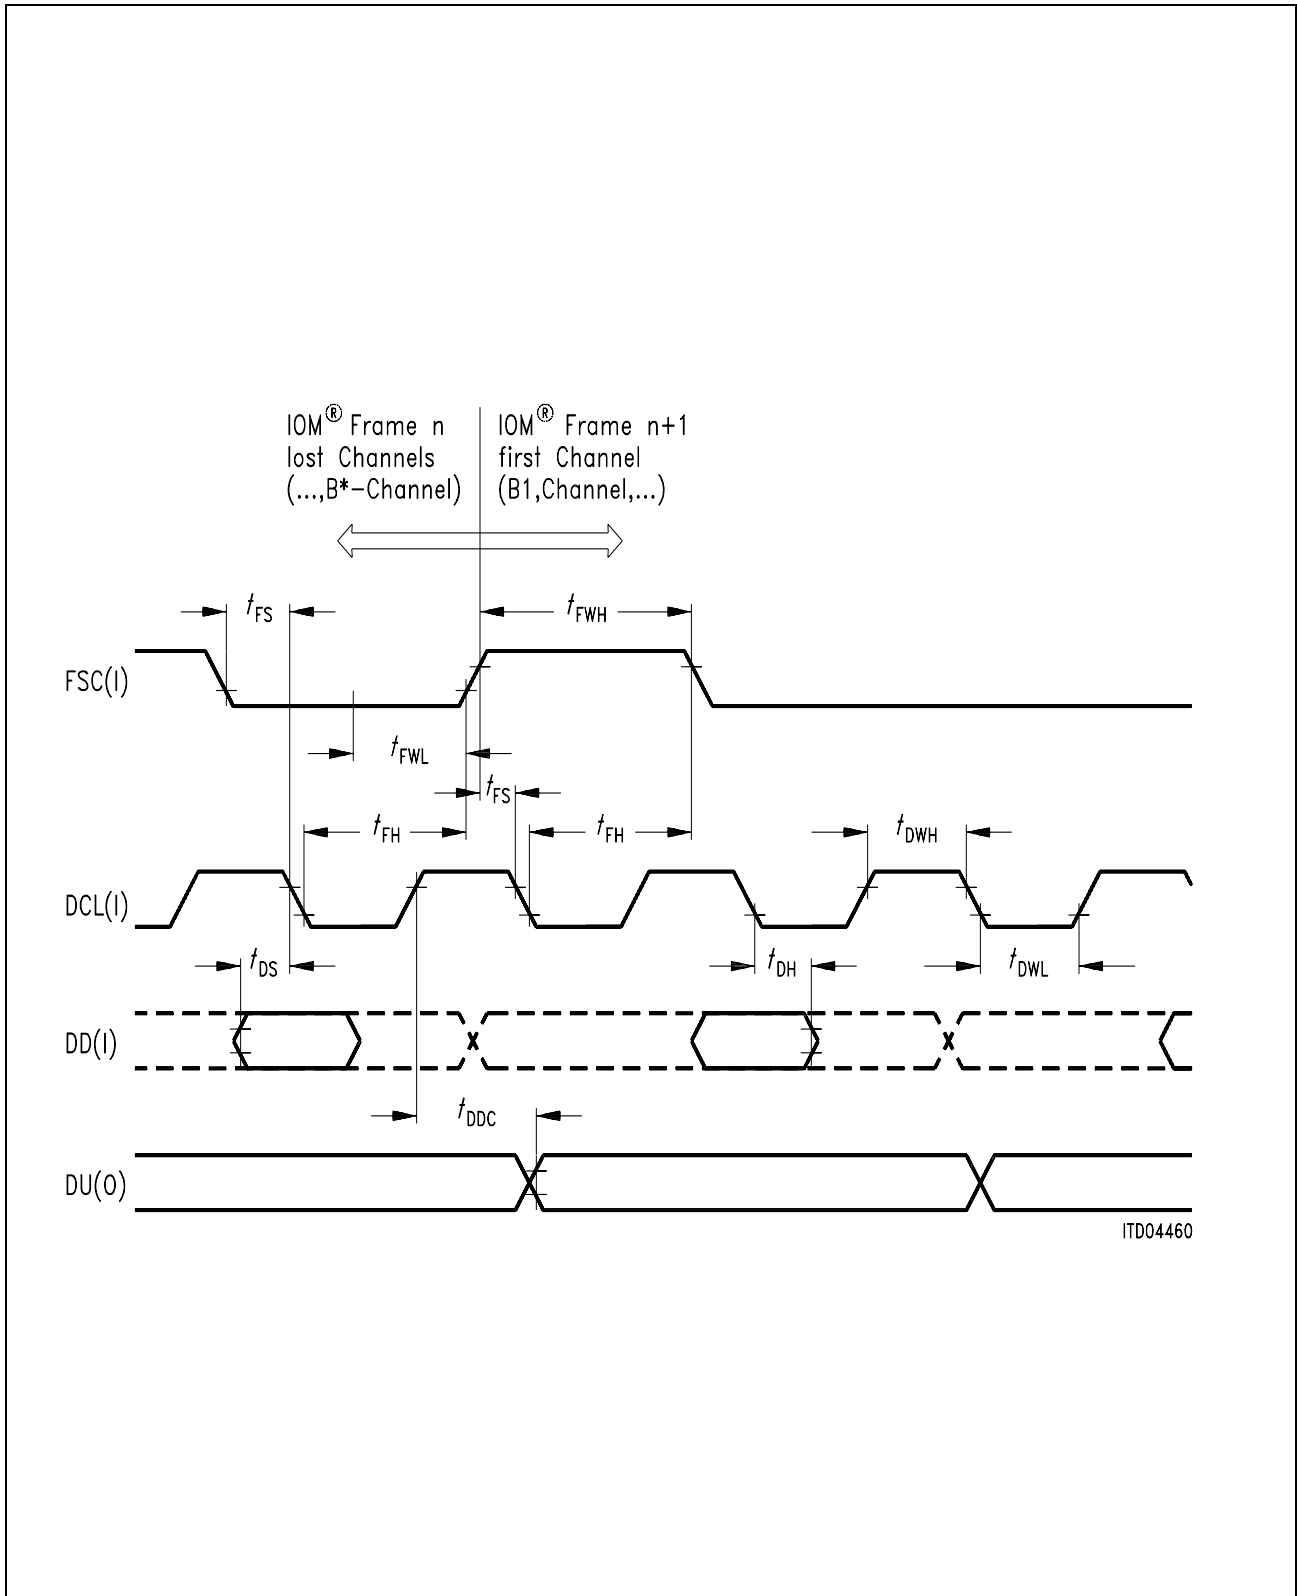 IOM® Frame n
lost Channels
(...,B*-Channel)
IOM® Frame n+1
first Channel
(B1,Channel,...)
tFS
tFWH
FSC(I)
tFWL
tFS
tFH
tFH
tDWH
DCL(I)
tDS
tDH
tDWL
DD(I)
tDDC
DU(O)
ITD04460